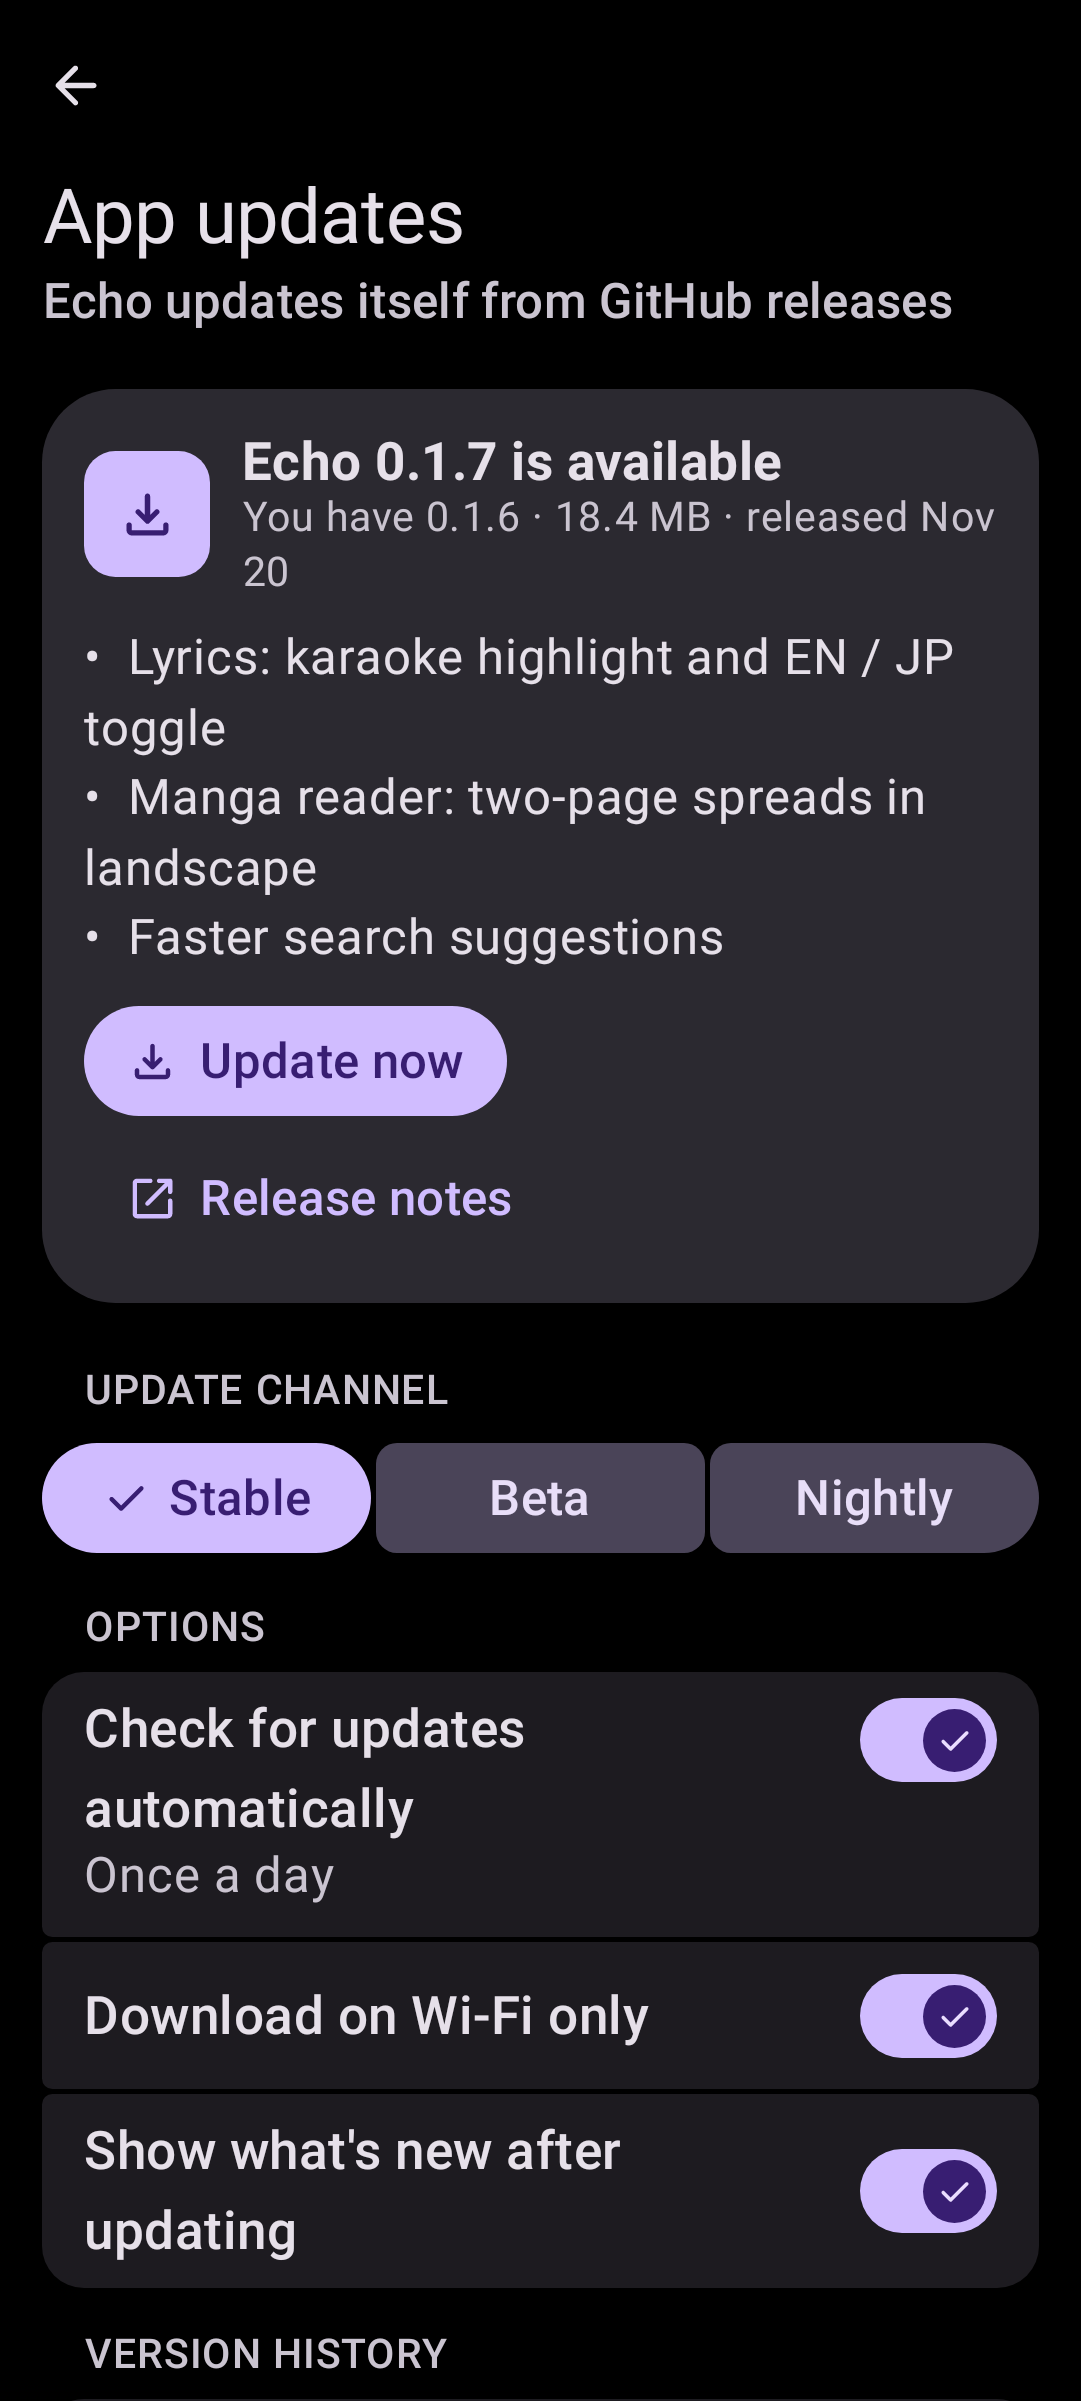 App updates
Echo updates itself from GitHub releases
Echo 0.1.7 is available
You have 0.1.6 · 18.4 MB · released Nov
20
• Lyrics: karaoke highlight and EN / JP
toggle
• Manga reader: two-page spreads in
landscape
• Faster search suggestions
Update now
Release notes
UPDATE CHANNEL
Stable
Beta
Nightly
OPTIONS
Check for updates
automatically
Once a day
Download on Wi-Fi only
Show what's new after
updating
VERSION HISTORY